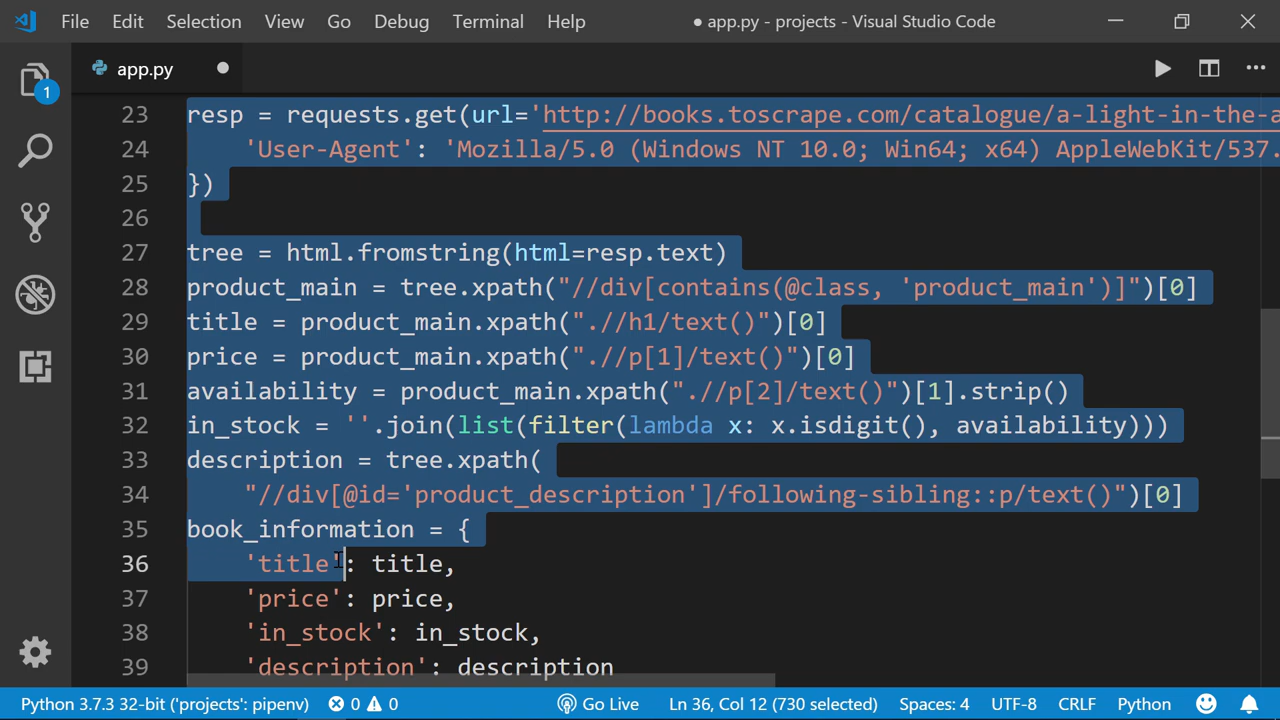 File Edit Selection View Go Debug Terminal Help ● app.py - projects - Visual Studio Code
app.py
1
23 resp = requests.get(url='http://books.toscrape.com/catalogue/a-light-in-the-a
24 'User-Agent': 'Mozilla/5.0 (Windows NT 10.0; Win64; x64) AppleWebKit/537.
25 })
26
27 tree = html.fromstring(html=resp.text)
28 product_main = tree.xpath("//div[contains(@class, 'product_main')]")[0]
29 title = product_main.xpath(".//h1/text()")[0]
30 price = product_main.xpath(".//p[1]/text()")[0]
31 availability = product_main.xpath(".//p[2]/text()")[1].strip()
32 in_stock = ''.join(list(filter(lambda x: x.isdigit(), availability)))
33 description = tree.xpath(
34 "//div[@id='product_description']/following-sibling::p/text()")[0]
35 book_information = {
36 'title': title,
37 'price': price,
38 'in_stock': in_stock,
39 'description': description
Python 3.7.3 32-bit ('projects': pipenv) 0 0 Go Live Ln 36, Col 12 (730 selected) Spaces: 4 UTF-8 CRLF Python